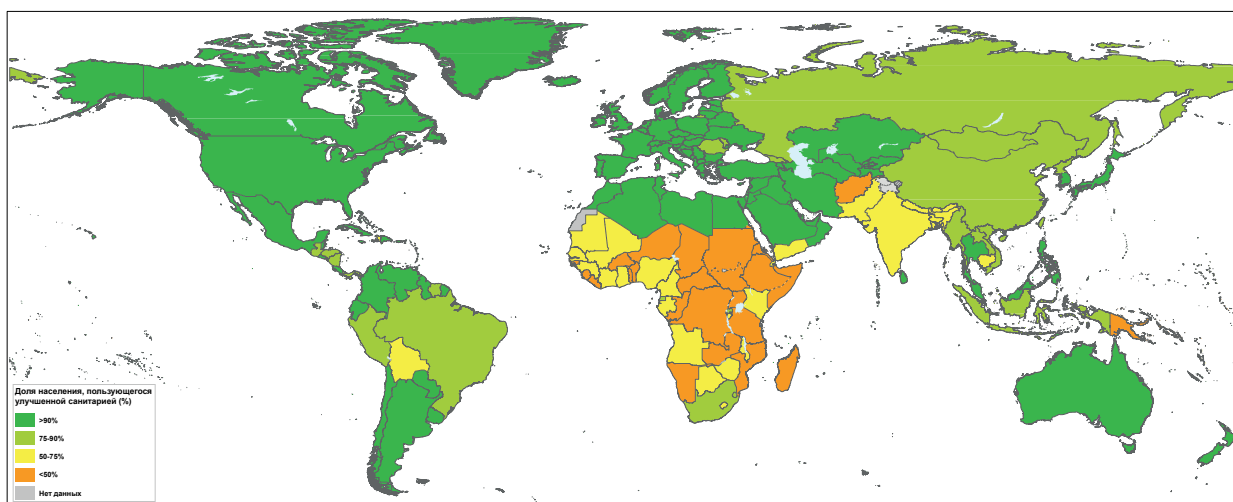 Доля населения, пользующегося
улучшенной санитарией (%)
>90%
75-90%
50-75%
<50%
Нет данных